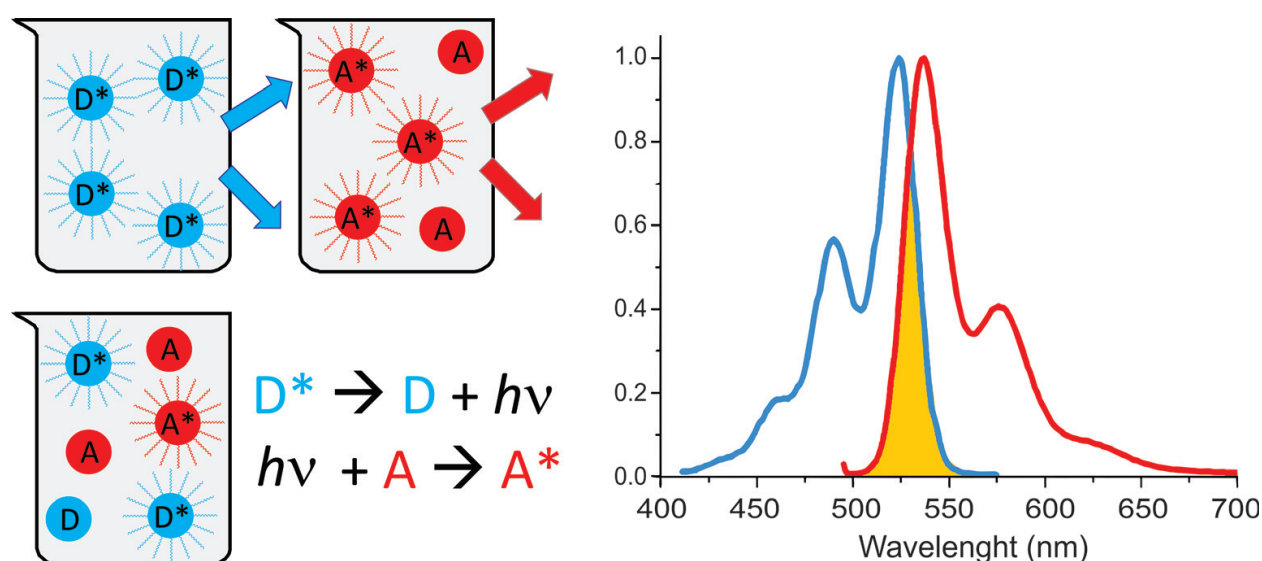 D*
D*
D*
D*
A*
A
A*
A*
A
D*
A
A*
A
D
D*
D* → D + hν
hν + A → A*
1.0
0.8
0.6
0.4
0.2
0.0
400 450 500 550 600 650 700
Wavelenght (nm)